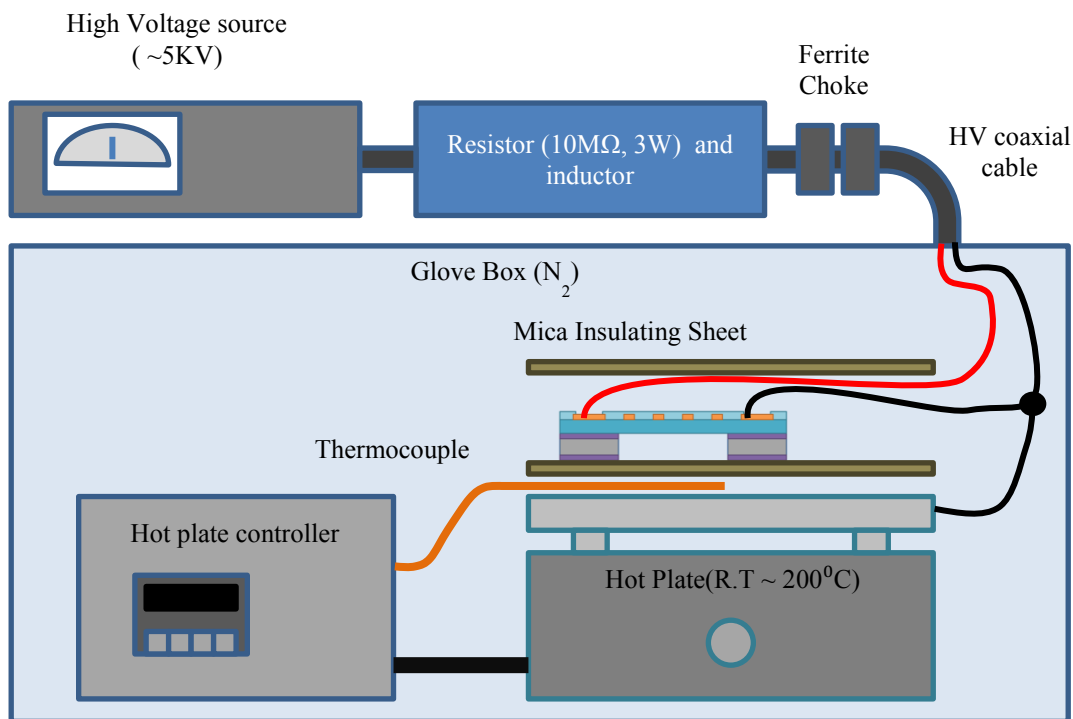 High Voltage source
( ~5KV)
Ferrite
Choke
HV coaxial
cable
Resistor (10MΩ, 3W) and
inductor
Glove Box (N₂)
Mica Insulating Sheet
Thermocouple
Hot plate controller
Hot Plate(R.T ~ 200⁰C)